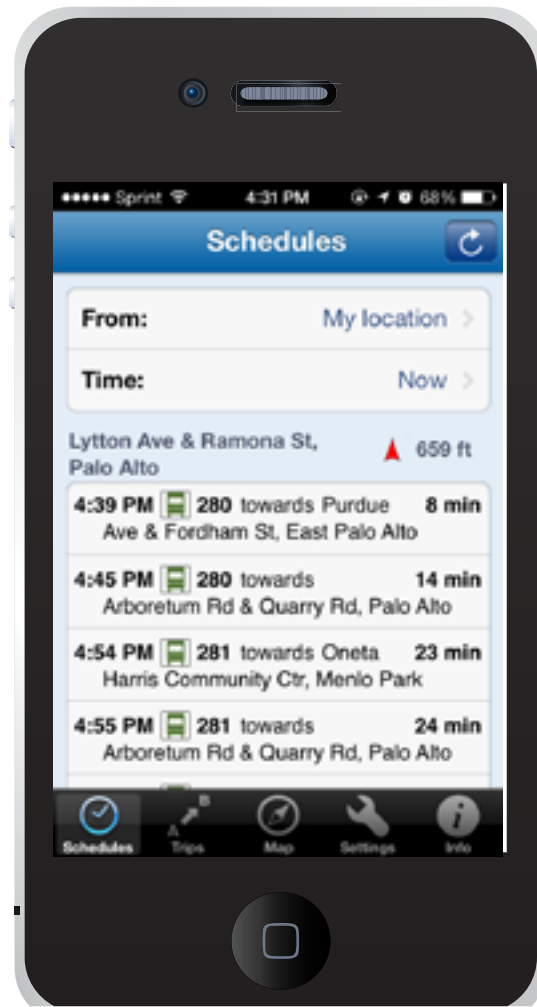 Sprint 4:31 PM 68%
Schedules
From: My location >
Time: Now >
Lytton Ave & Ramona St, 659 ft
Palo Alto
4:39 PM 280 towards Purdue 8 min
Ave & Fordham St, East Palo Alto
4:45 PM 280 towards 14 min
Arboretum Rd & Quarry Rd, Palo Alto
4:54 PM 281 towards Oneta 23 min
Harris Community Ctr, Menlo Park
4:55 PM 281 towards 24 min
Arboretum Rd & Quarry Rd, Palo Alto
A B i
Schedules Trips Map Settings Info